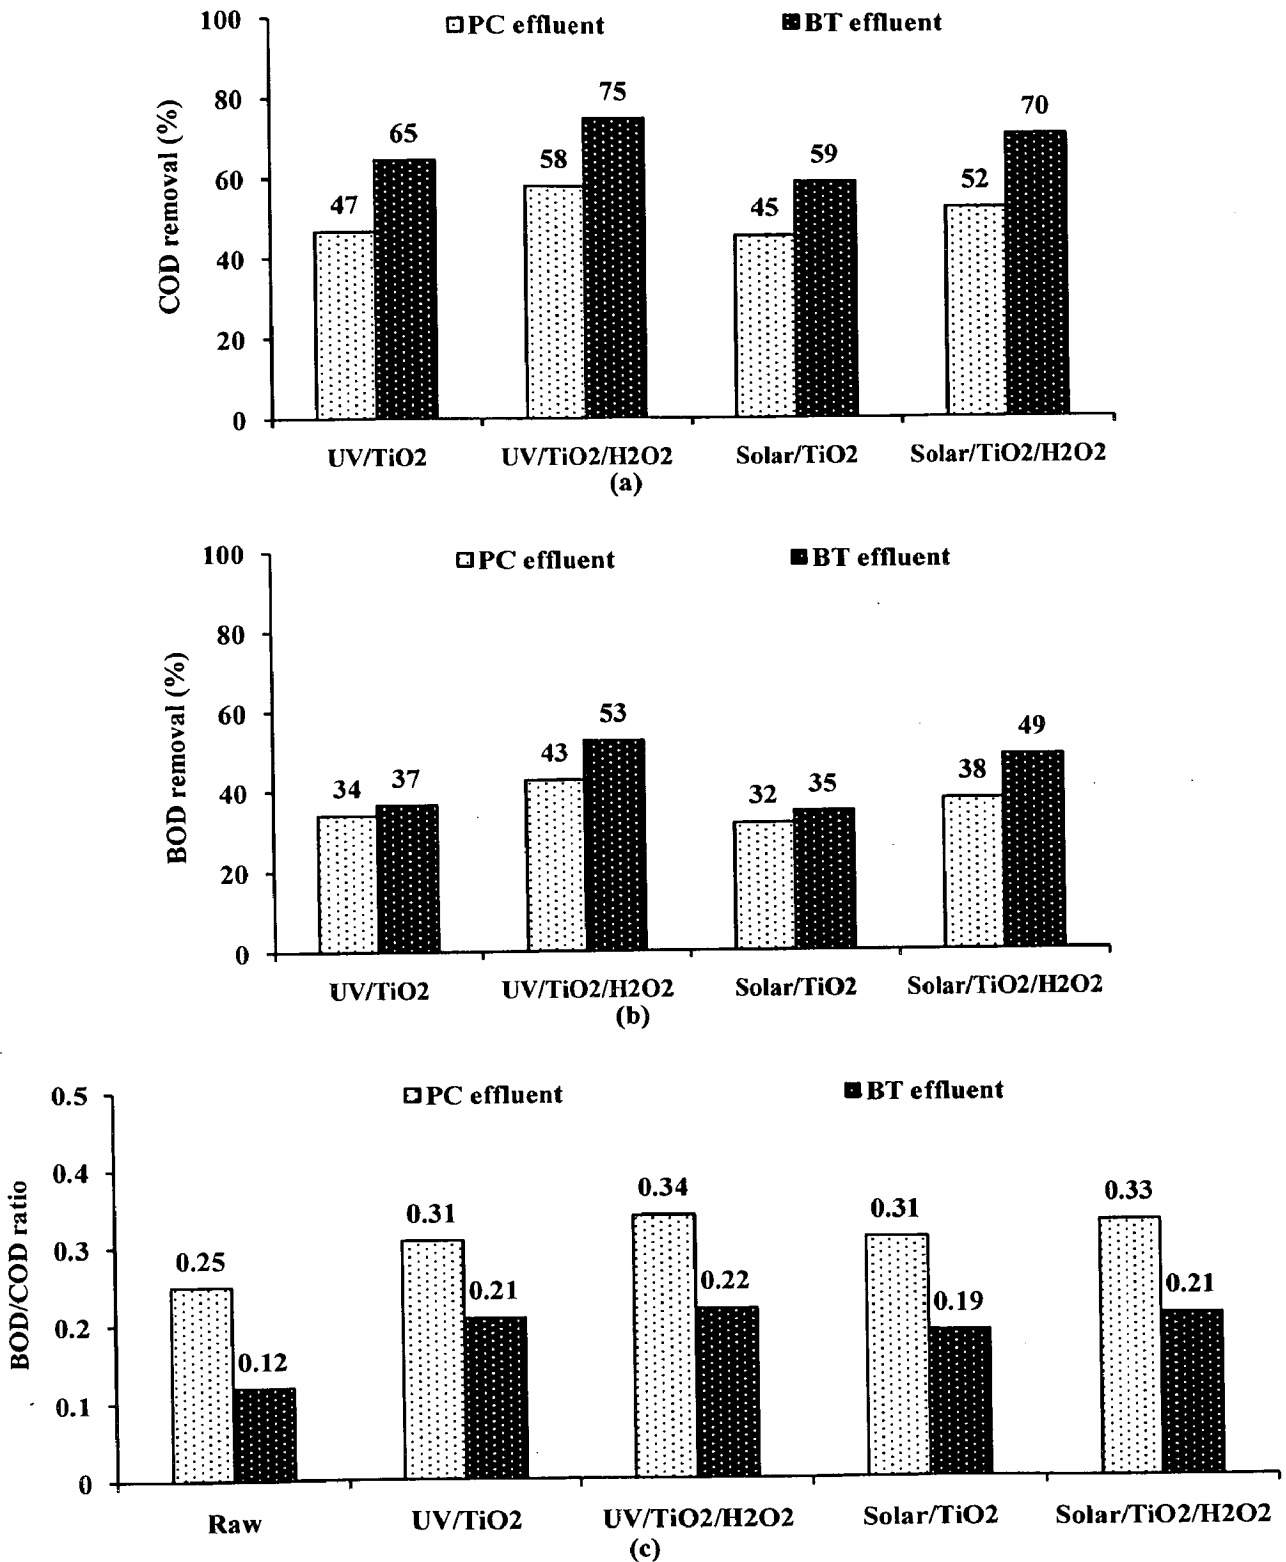 100
PC effluent
BT effluent
80
60
40
20
0
COD removal (%)
47
65
58
75
45
59
52
70
UV/TiO2
UV/TiO2/H2O2
Solar/TiO2
Solar/TiO2/H2O2
(a)
100
PC effluent
BT effluent
80
60
40
20
0
BOD removal (%)
34
37
43
53
32
35
38
49
UV/TiO2
UV/TiO2/H2O2
Solar/TiO2
Solar/TiO2/H2O2
(b)
0.5
PC effluent
BT effluent
0.4
0.3
0.2
0.1
0
BOD/COD ratio
0.25
0.12
0.31
0.21
0.34
0.22
0.31
0.19
0.33
0.21
Raw
UV/TiO2
UV/TiO2/H2O2
Solar/TiO2
Solar/TiO2/H2O2
(c)